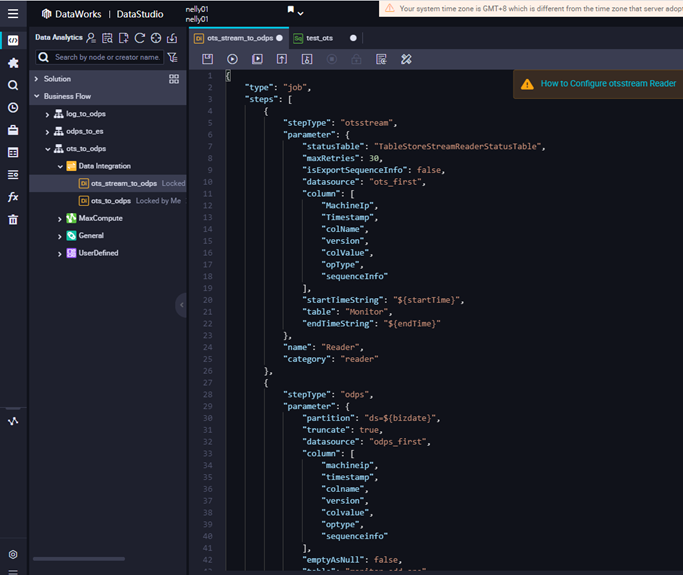 DataWorks | DataStudio
nelly01
nelly01
Your system time zone is GMT+8 which is different from the time zone that server adop
Data Analytics
Search by node or creator name.
Solution
Business Flow
log_to_odps
odps_to_es
ots_to_odps
Data Integration
DI ots_stream_to_odps Locked
DI ots_to_odps Locked by Me
MaxCompute
General
UserDefined
DI ots_stream_to_odps
Sq test_ots
How to Configure otsstream Reader
1 {
2 "type": "job",
3 "steps": [
4 {
5 "stepType": "otsstream",
6 "parameter": {
7 "statusTable": "TableStoreStreamReaderStatusTable",
8 "maxRetries": 30,
9 "isExportSequenceInfo": false,
10 "datasource": "ots_first",
11 "column": [
12 "MachineIp",
13 "Timestamp",
14 "colName",
15 "version",
16 "colValue",
17 "opType",
18 "sequenceInfo"
19 ],
20 "startTimeString": "${startTime}",
21 "table": "Monitor",
22 "endTimeString": "${endTime}"
23 },
24 "name": "Reader",
25 "category": "reader"
26 },
27 {
28 "stepType": "odps",
29 "parameter": {
30 "partition": "ds=${bizdate}",
31 "truncate": true,
32 "datasource": "odps_first",
33 "column": [
34 "machineip",
35 "timestamp",
36 "colname",
37 "version",
38 "colvalue",
39 "optype",
40 "sequenceinfo"
41 ],
42 "emptyAsNull": false,